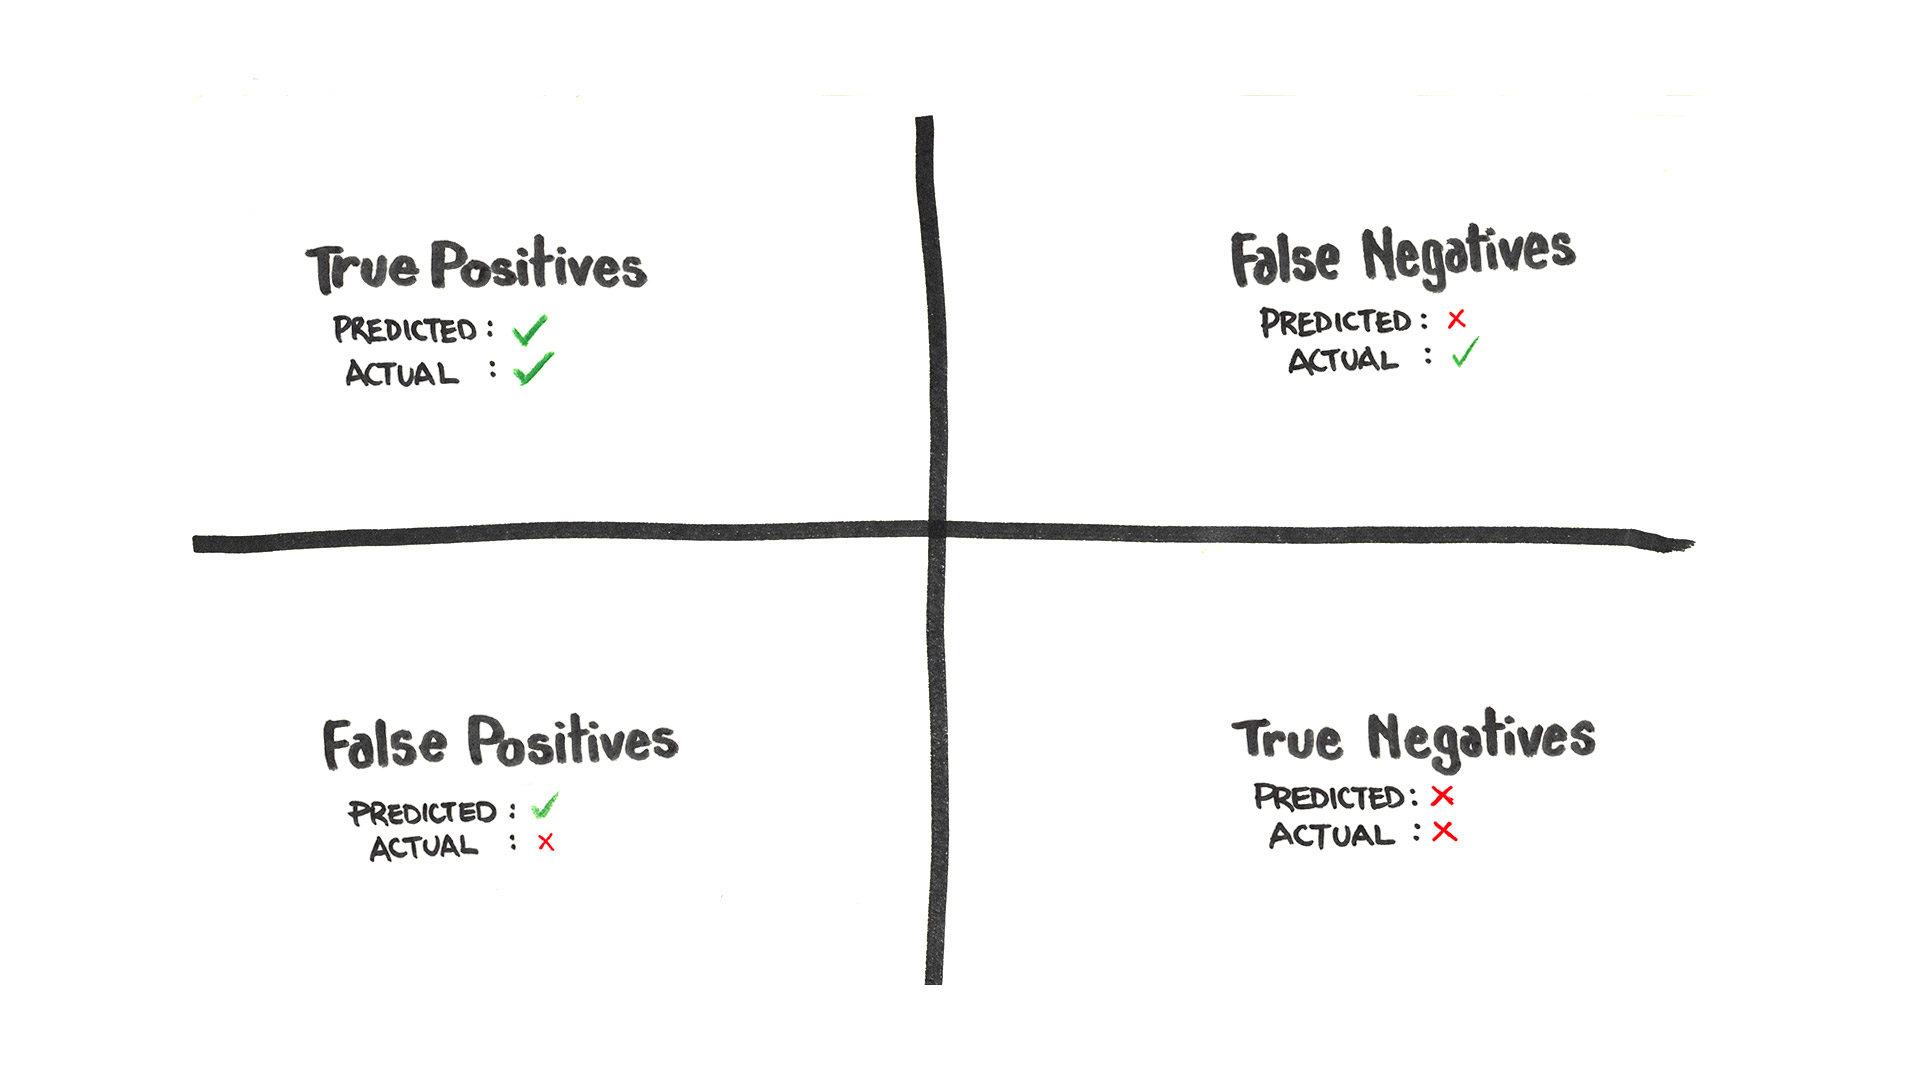 True Positives
PREDICTED : ✓
ACTUAL : ✓
False Negatives
PREDICTED : ✗
ACTUAL : ✓
False Positives
PREDICTED : ✓
ACTUAL : ✗
True Negatives
PREDICTED : ✗
ACTUAL : ✗